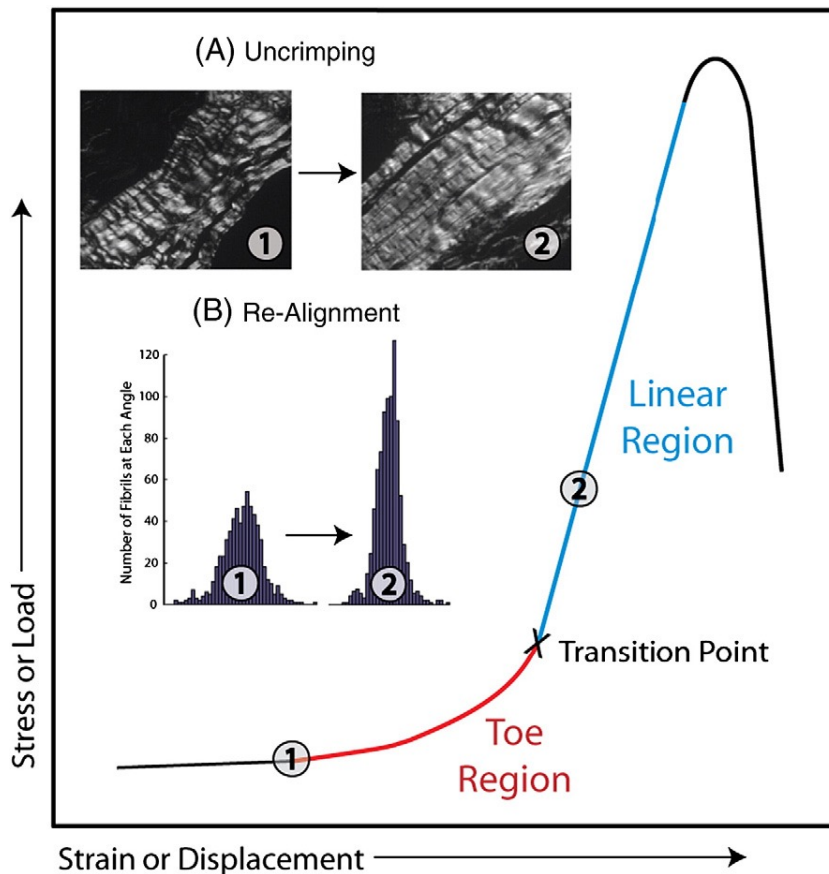 (A) Uncrimping
1
2
(B) Re-Alignment
Number of Fibrils at Each Angle
120
100
80
60
40
20
0
1
2
Linear
Region
2
Transition Point
1
Toe
Region
Stress or Load
Strain or Displacement